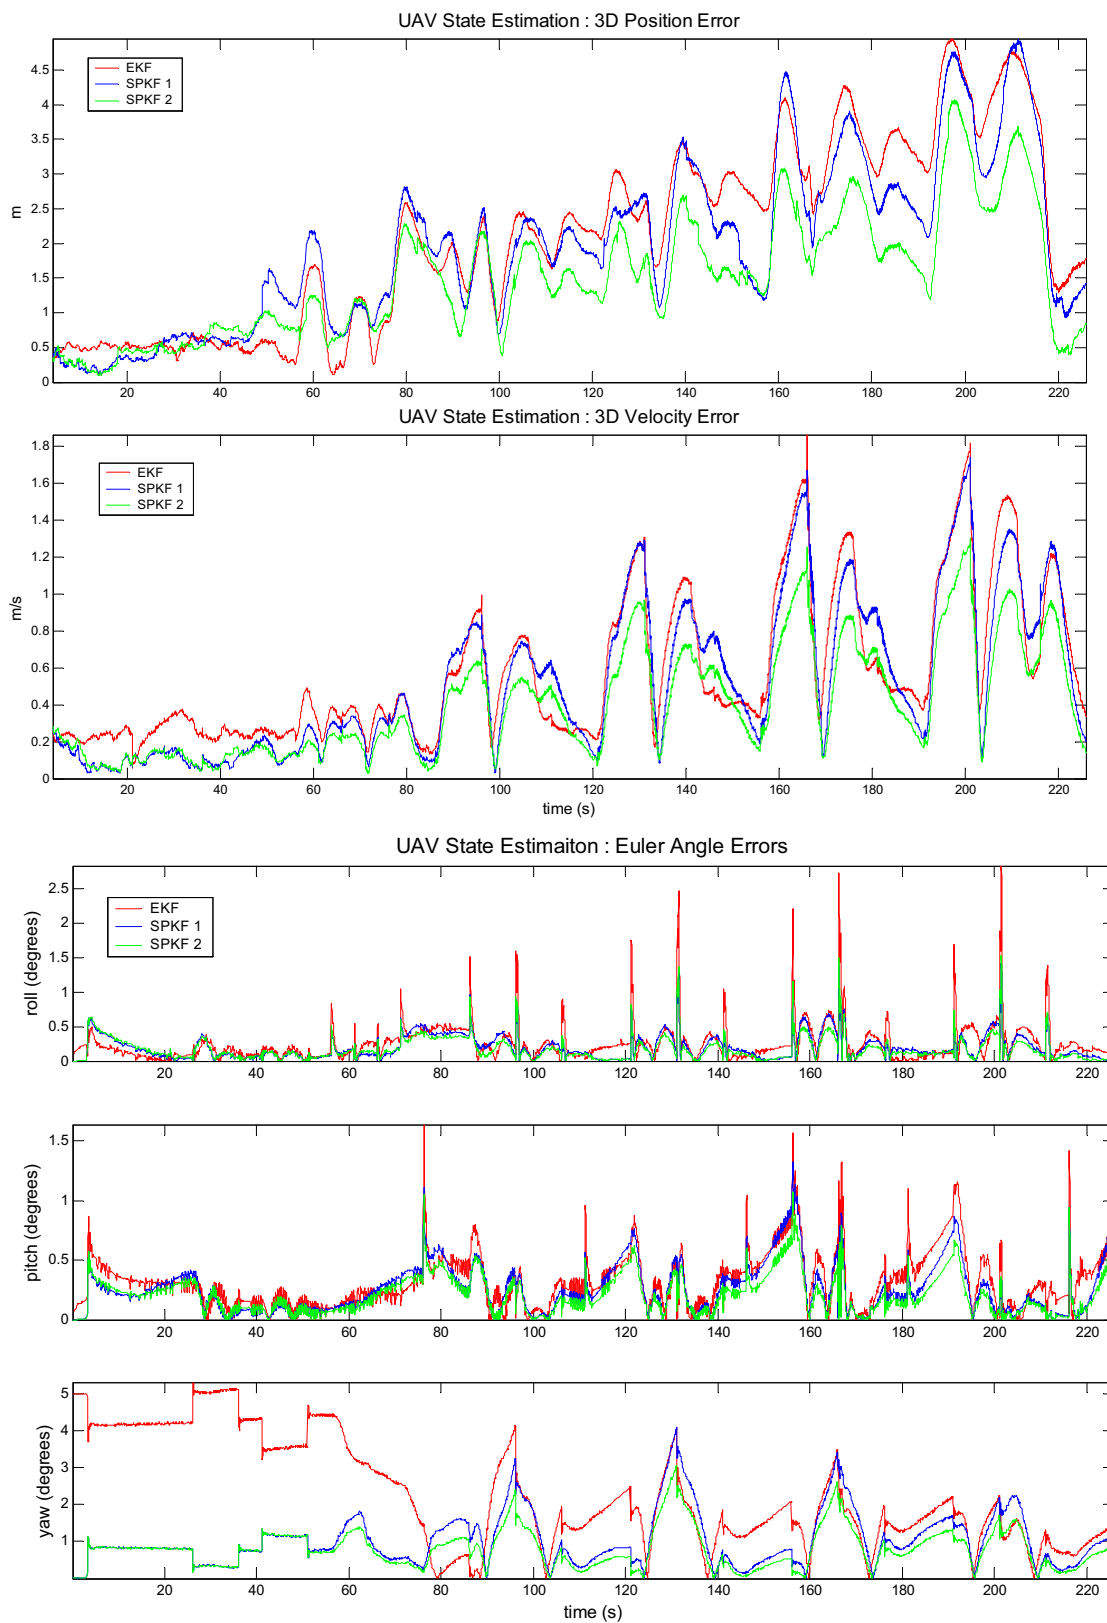 UAV State Estimation : 3D Position Error
EKF
SPKF 1
SPKF 2
m
4.5
4
3.5
3
2.5
2
1.5
1
0.5
0
20 40 60 80 100 120 140 160 180 200 220
UAV State Estimation : 3D Velocity Error
EKF
SPKF 1
SPKF 2
m/s
1.8
1.6
1.4
1.2
1
0.8
0.6
0.4
0.2
0
20 40 60 80 100 120 140 160 180 200 220
time (s)
UAV State Estimaiton : Euler Angle Errors
EKF
SPKF 1
SPKF 2
roll (degrees)
2.5
2
1.5
1
0.5
0
20 40 60 80 100 120 140 160 180 200 220
pitch (degrees)
1.5
1
0.5
0
20 40 60 80 100 120 140 160 180 200 220
yaw (degrees)
5
4
3
2
1
20 40 60 80 100 120 140 160 180 200 220
time (s)